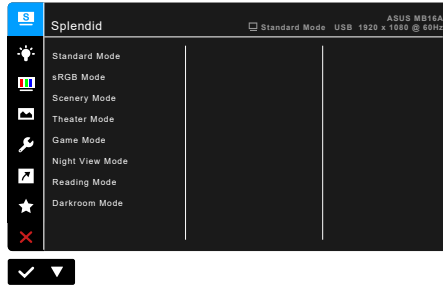 S
Splendid
Standard Mode USB 1920 x 1080 @ 60Hz
ASUS MB16A
Standard Mode
sRGB Mode
Scenery Mode
Theater Mode
Game Mode
Night View Mode
Reading Mode
Darkroom Mode